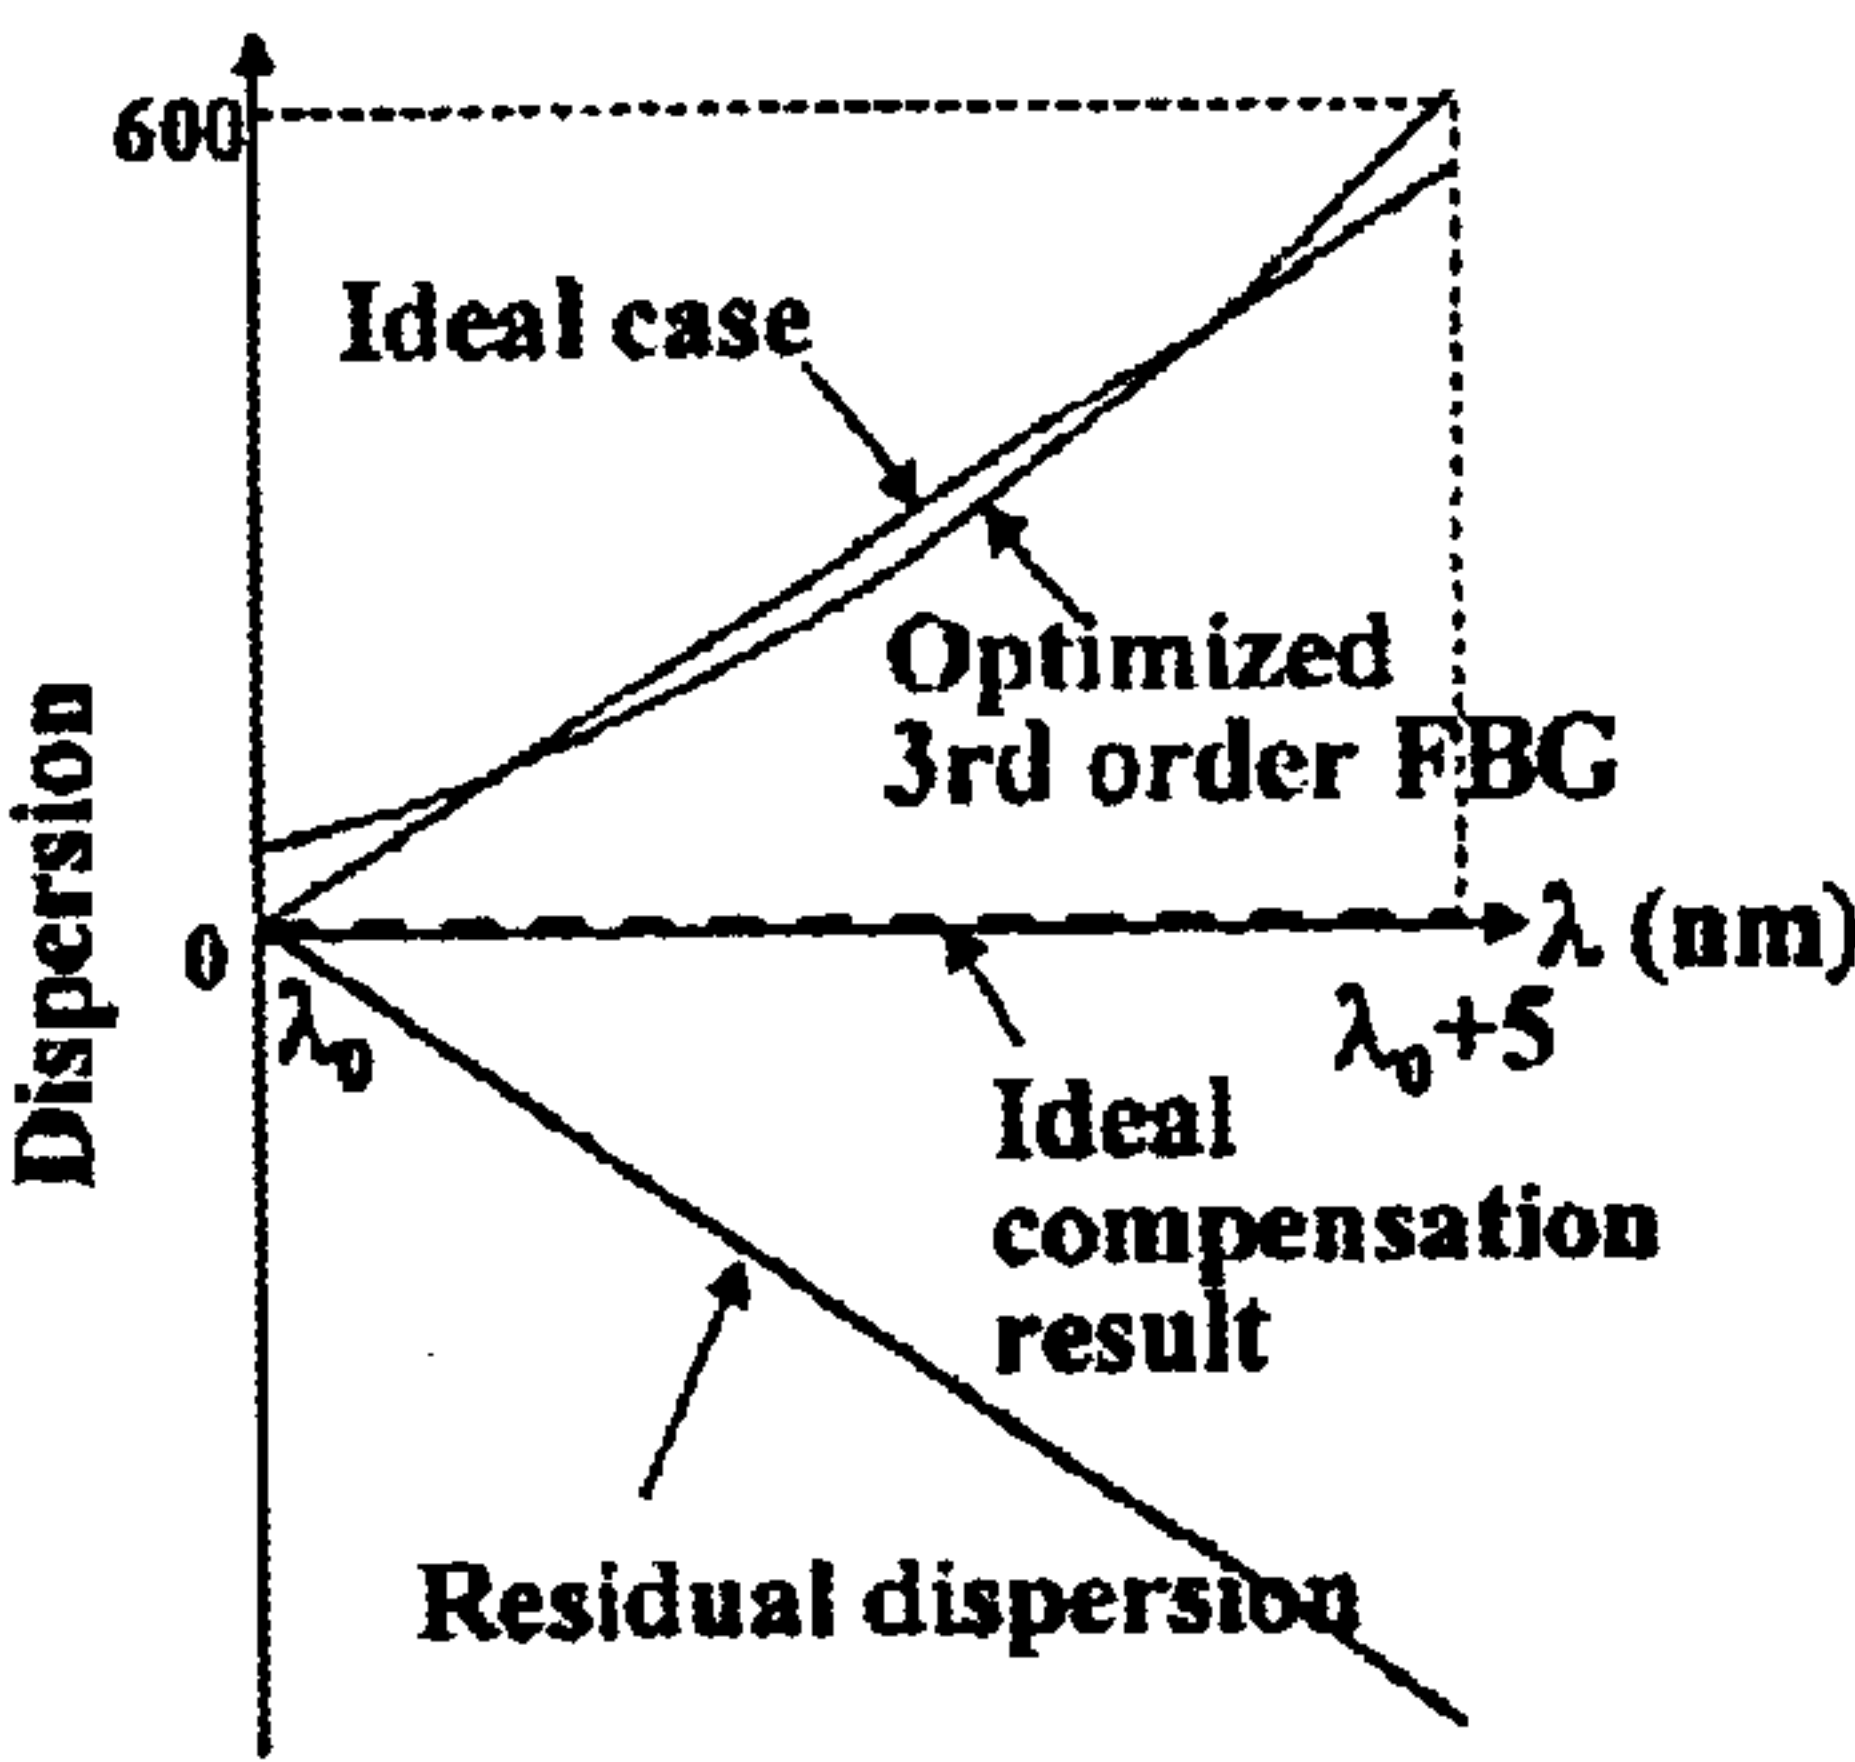 600
Ideal case
Optimized
3rd order FBG
Dispersion
0
λ (nm)
λ₀
λ₀+5
Ideal
compensation
result
Residual dispersion